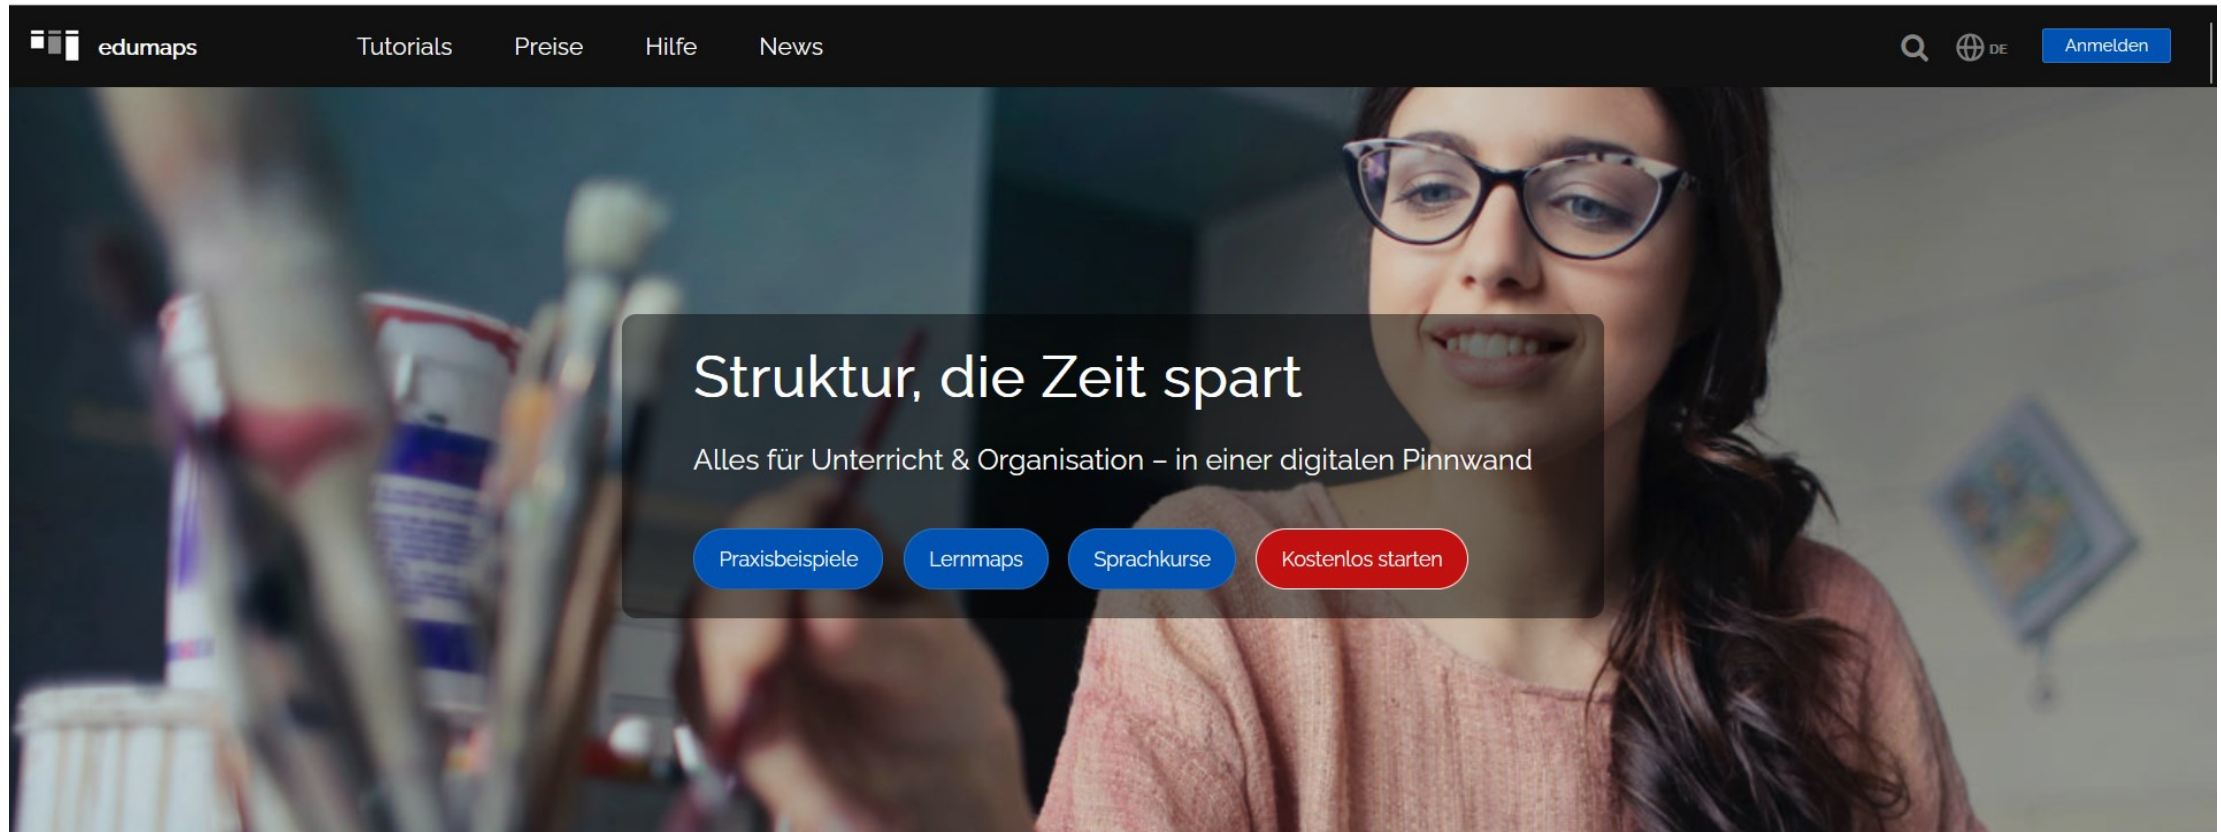 edumaps
Tutorials
Preise
Hilfe
News
DE
Anmelden
Struktur, die Zeit spart
Alles für Unterricht & Organisation – in einer digitalen Pinnwand
Praxisbeispiele
Lernmaps
Sprachkurse
Kostenlos starten